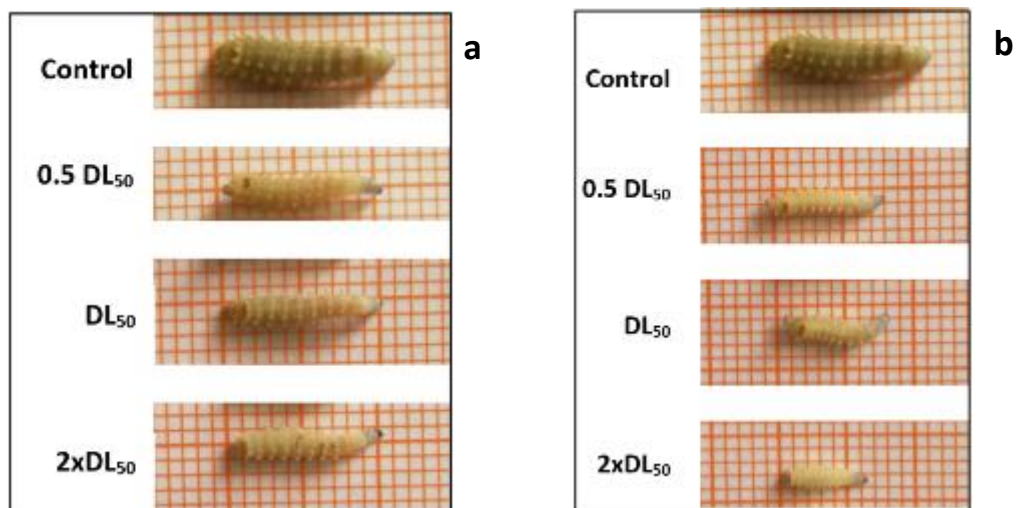 a
Control
0.5 DL₅₀
DL₅₀
2xDL₅₀
b
Control
0.5 DL₅₀
DL₅₀
2xDL₅₀